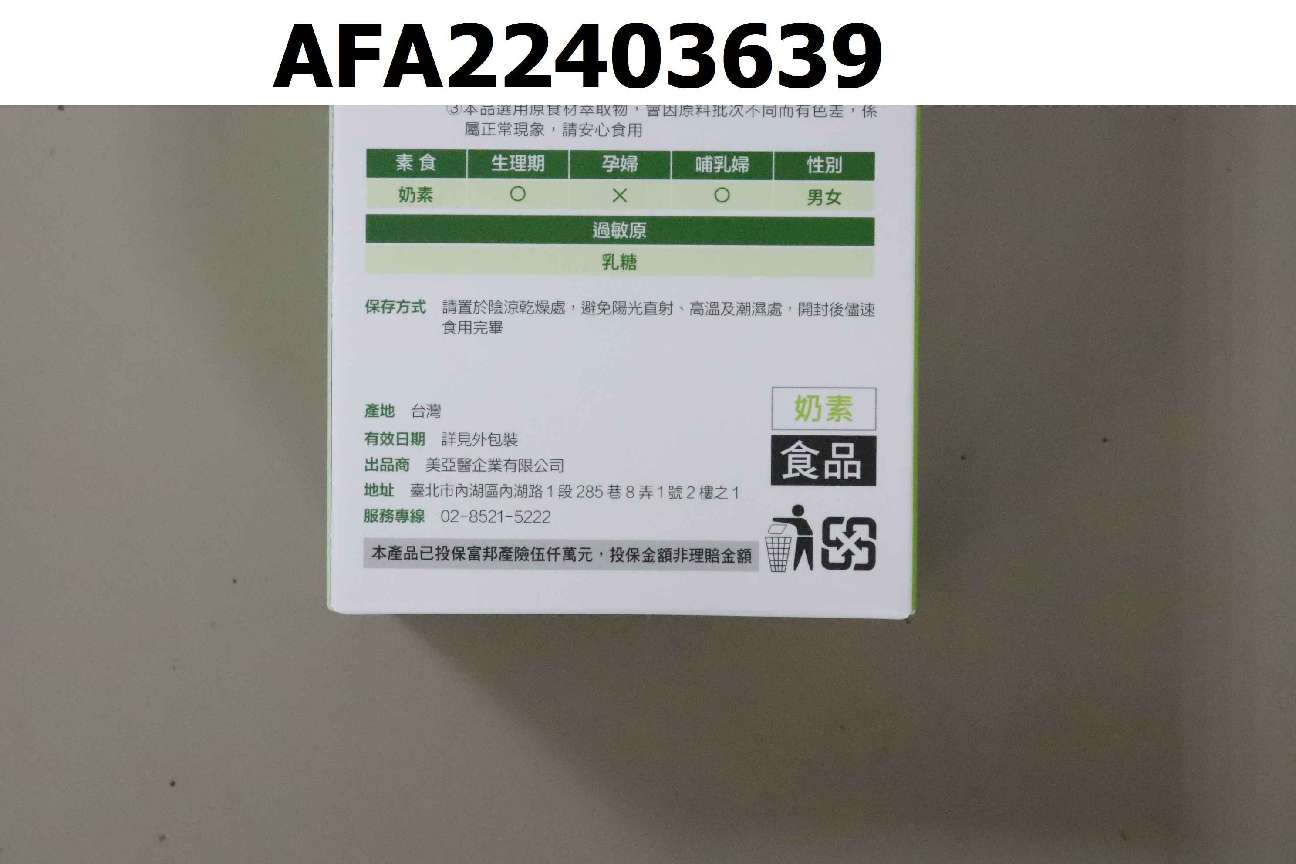 AFA22403639
③本品選用原食材萃取物，會因原料批次不同而有色差，係
屬正常現象，請安心食用
素食 生理期 孕婦 哺乳婦 性別
奶素 ○ × ○ 男女
過敏原
乳糖
保存方式 請置於陰涼乾燥處，避免陽光直射、高溫及潮濕處，開封後儘速
食用完畢
產地 台灣
有效日期 詳見外包裝
出品商 美亞醫企業有限公司
地址 臺北市內湖區內湖路1段285巷8弄1號2樓之1
服務專線 02-8521-5222
本產品已投保富邦產險伍仟萬元，投保金額非理賠金額
奶素
食品